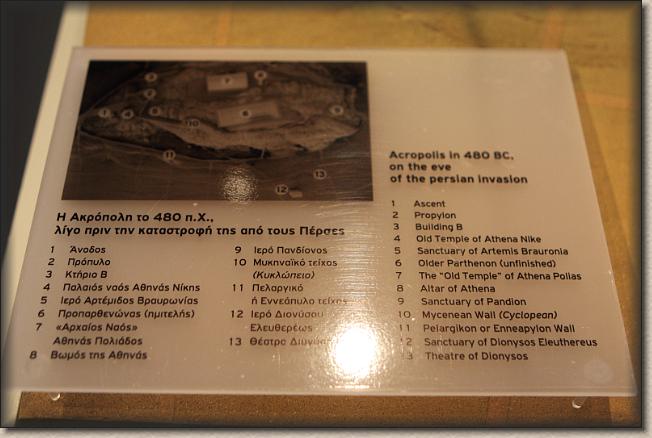 Η Ακρόπολη το 480 π.Χ.,
λίγο πριν την καταστροφή της από τους Πέρσες
1 Άνοδος
2 Πρόπυλο
3 Κτήριο Β
4 Παλαιός ναός Αθηνάς Νίκης
5 Ιερό Αρτέμιδος Βραυρωνίας
6 Προπαρθενώνας (ημιτελής)
7 «Αρχαίος Ναός»
Αθηνάς Πολιάδος
8 Βωμός της Αθηνάς
9 Ιερό Πανδίονος
10 Μυκηναϊκό τείχος
(Κυκλώπειο)
11 Πελαργικό
ή Εννεάπυλο τείχος
12 Ιερό Διονύσου
Ελευθερέως
13 Θέατρο Διονύσου
Acropolis in 480 BC,
on the eve
of the persian invasion
1 Ascent
2 Propylon
3 Building B
4 Old Temple of Athena Nike
5 Sanctuary of Artemis Brauronia
6 Older Parthenon (unfinished)
7 The “Old Temple” of Athena Polias
8 Altar of Athena
9 Sanctuary of Pandion
10 Mycenean Wall (Cyclopean)
11 Pelargikon or Enneapylon Wall
12 Sanctuary of Dionysos Eleuthereus
13 Theatre of Dionysos